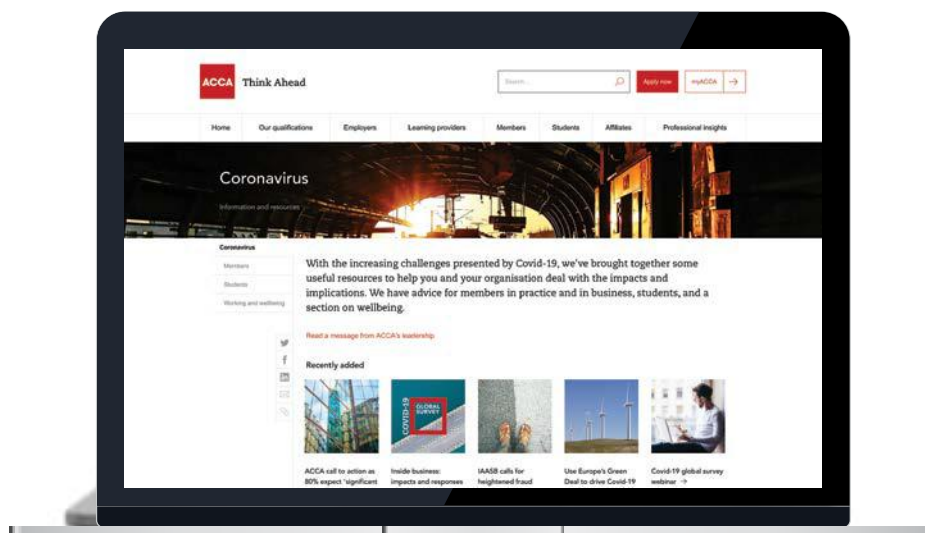 ACCA
Think Ahead
Search...
Apply now
myACCA
Home
Our qualifications
Employers
Learning providers
Members
Students
Affiliates
Professional insights
Coronavirus
Information and resources
Coronavirus
Members
Students
Working and wellbeing
With the increasing challenges presented by Covid-19, we've brought together some
useful resources to help you and your organisation deal with the impacts and
implications. We have advice for members in practice and in business, students, and a
section on wellbeing.
Read a message from ACCA's leadership
Recently added
COVID-19
GLOBAL
SURVEY
ACCA call to action as
80% expect 'significant
Inside business:
impacts and responses
IAASB calls for
heightened fraud
Use Europe's Green
Deal to drive Covid-19
Covid-19 global survey
webinar →